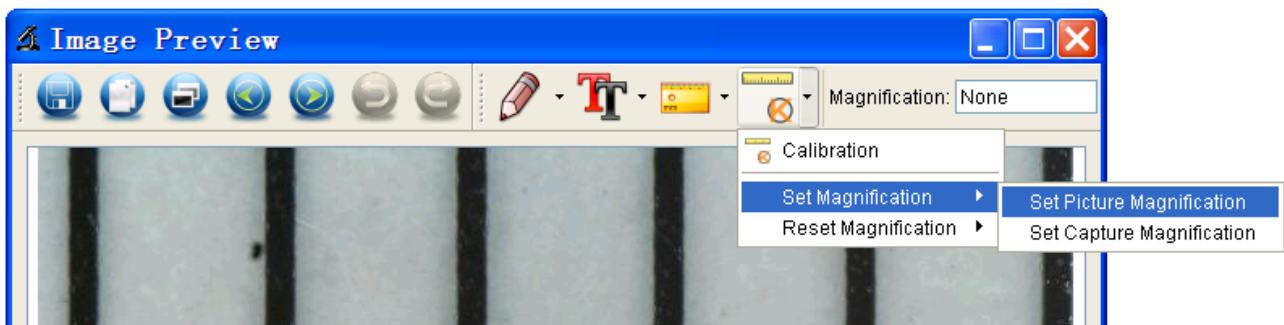 Image Preview
Magnification: None
Calibration
Set Magnification
Set Picture Magnification
Reset Magnification
Set Capture Magnification